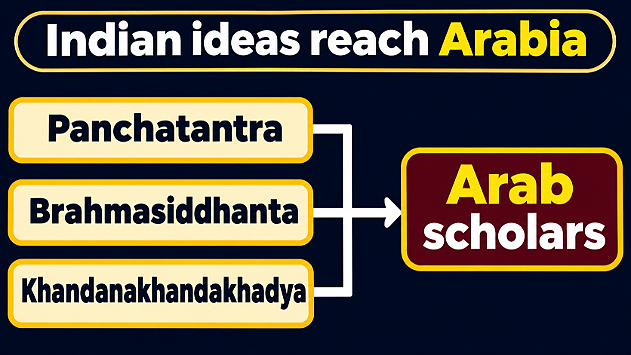 Indian ideas reach Arabia
Panchatantra
Brahmasiddhanta
Khandanakhandakhadya
Arab
scholars